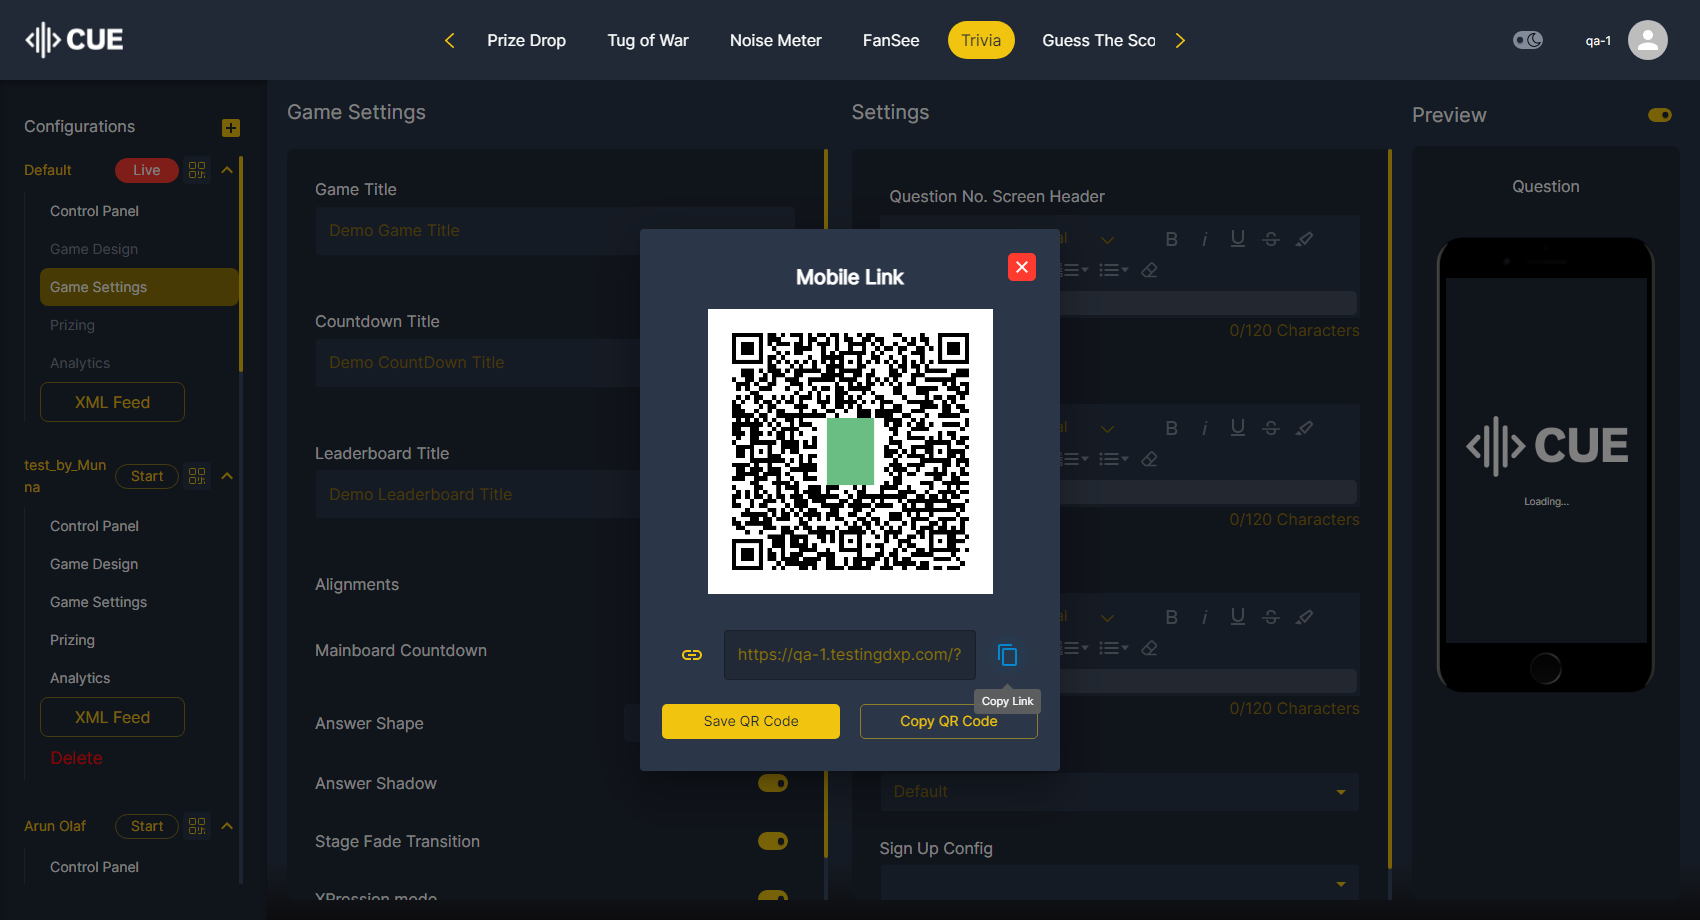 CUE
Prize Drop
Tug of War
Noise Meter
FanSee
Trivia
Guess The Sco
qa-1
Configurations
Default
Live
Control Panel
Game Design
Game Settings
Prizing
Analytics
XML Feed
test_by_Mun
na
Start
Control Panel
Game Design
Game Settings
Prizing
Analytics
XML Feed
Delete
Arun Olaf
Start
Control Panel
Game Settings
Game Title
Demo Game Title
Countdown Title
Demo CountDown Title
Leaderboard Title
Demo Leaderboard Title
Alignments
Mainboard Countdown
Answer Shape
Answer Shadow
Stage Fade Transition
XPression mode
Mobile Link
https://qa-1.testingdxp.com/?
Copy Link
Save QR Code
Copy QR Code
Settings
Question No. Screen Header
0/120 Characters
0/120 Characters
0/120 Characters
Default
Sign Up Config
Preview
Question
CUE
Loading...